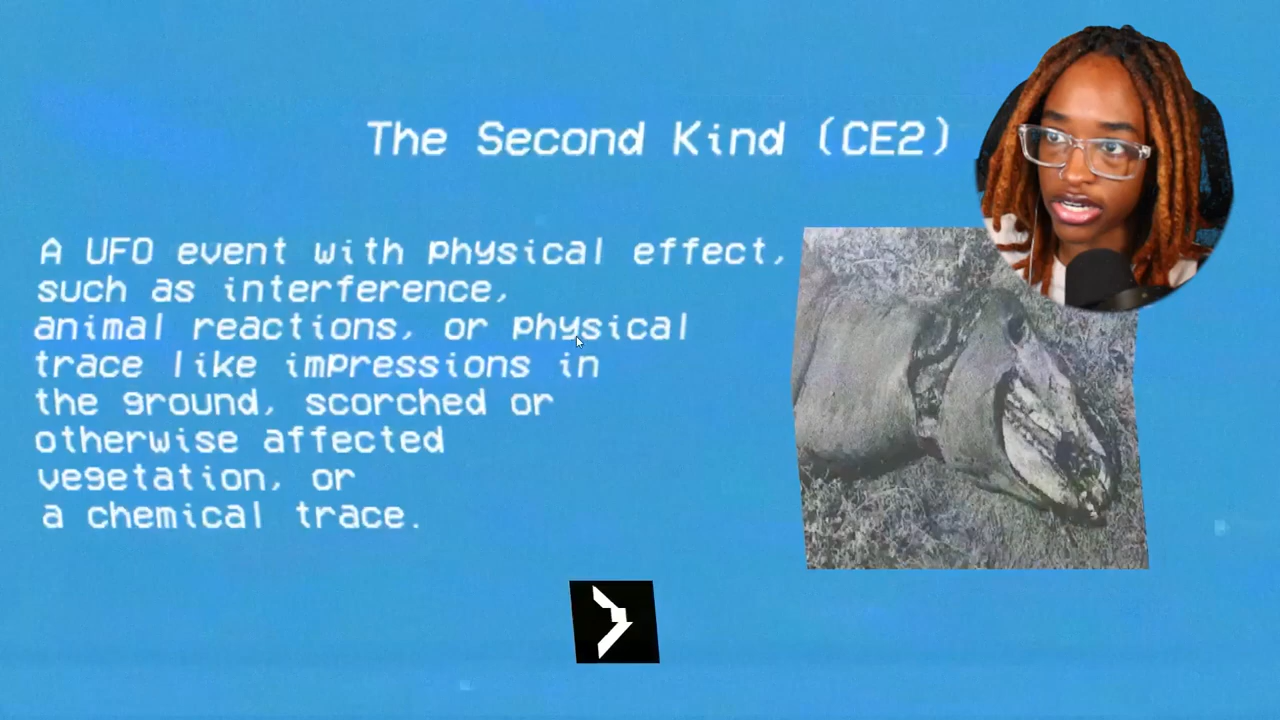 The Second Kind (CE2)
A UFO event with physical effect,
such as interference,
animal reactions, or physical
trace like impressions in
the ground, scorched or
otherwise affected
vegetation, or
a chemical trace.